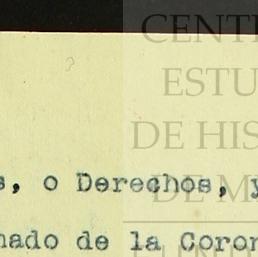 CENT
ESTU
DE HIS
s, o Derechos, y
DE M
nado de la Coron